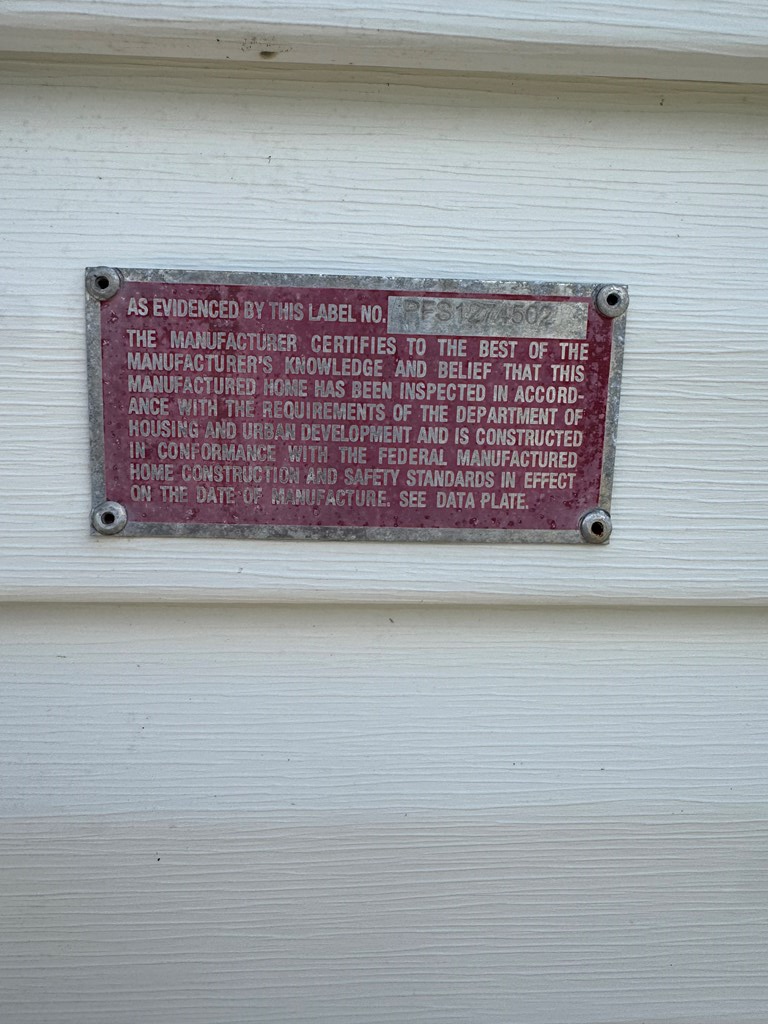 AS EVIDENCED BY THIS LABEL NO. PFS1274502
THE MANUFACTURER CERTIFIES TO THE BEST OF THE
MANUFACTURER'S KNOWLEDGE AND BELIEF THAT THIS
MANUFACTURED HOME HAS BEEN INSPECTED IN ACCORD-
ANCE WITH THE REQUIREMENTS OF THE DEPARTMENT OF
HOUSING AND URBAN DEVELOPMENT AND IS CONSTRUCTED
IN CONFORMANCE WITH THE FEDERAL MANUFACTURED
HOME CONSTRUCTION AND SAFETY STANDARDS IN EFFECT
ON THE DATE OF MANUFACTURE. SEE DATA PLATE.